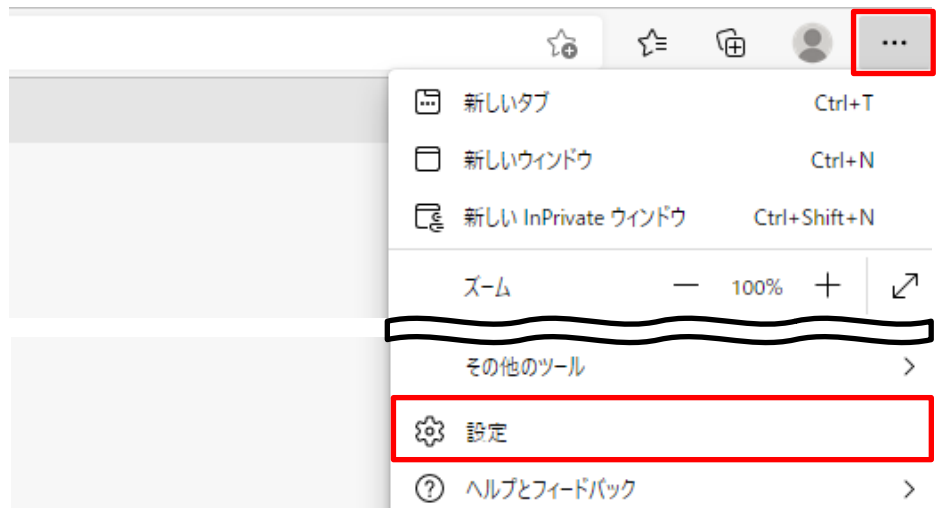 新しいタブ Ctrl+T
新しいウィンドウ Ctrl+N
新しい InPrivate ウィンドウ Ctrl+Shift+N
ズーム 100%
その他のツール
設定
ヘルプとフィードバック